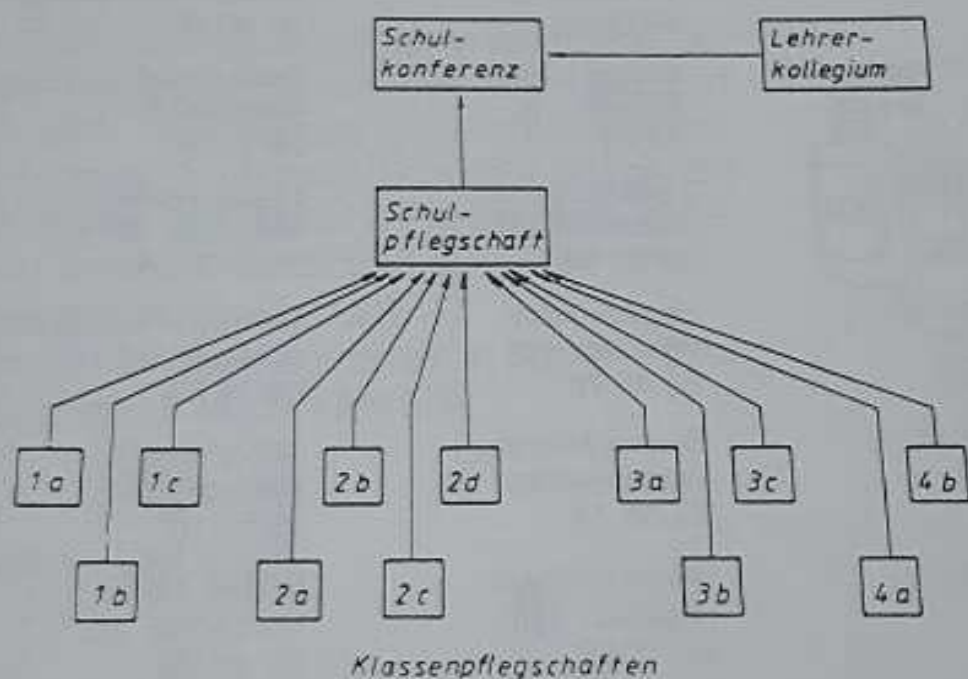 Schul-
konferenz
Lehrer-
kollegium
Schul-
pflegschaft
1a
1c
2b
2d
3a
3c
4b
1b
2a
2c
3b
4a
Klassenpflegschaften